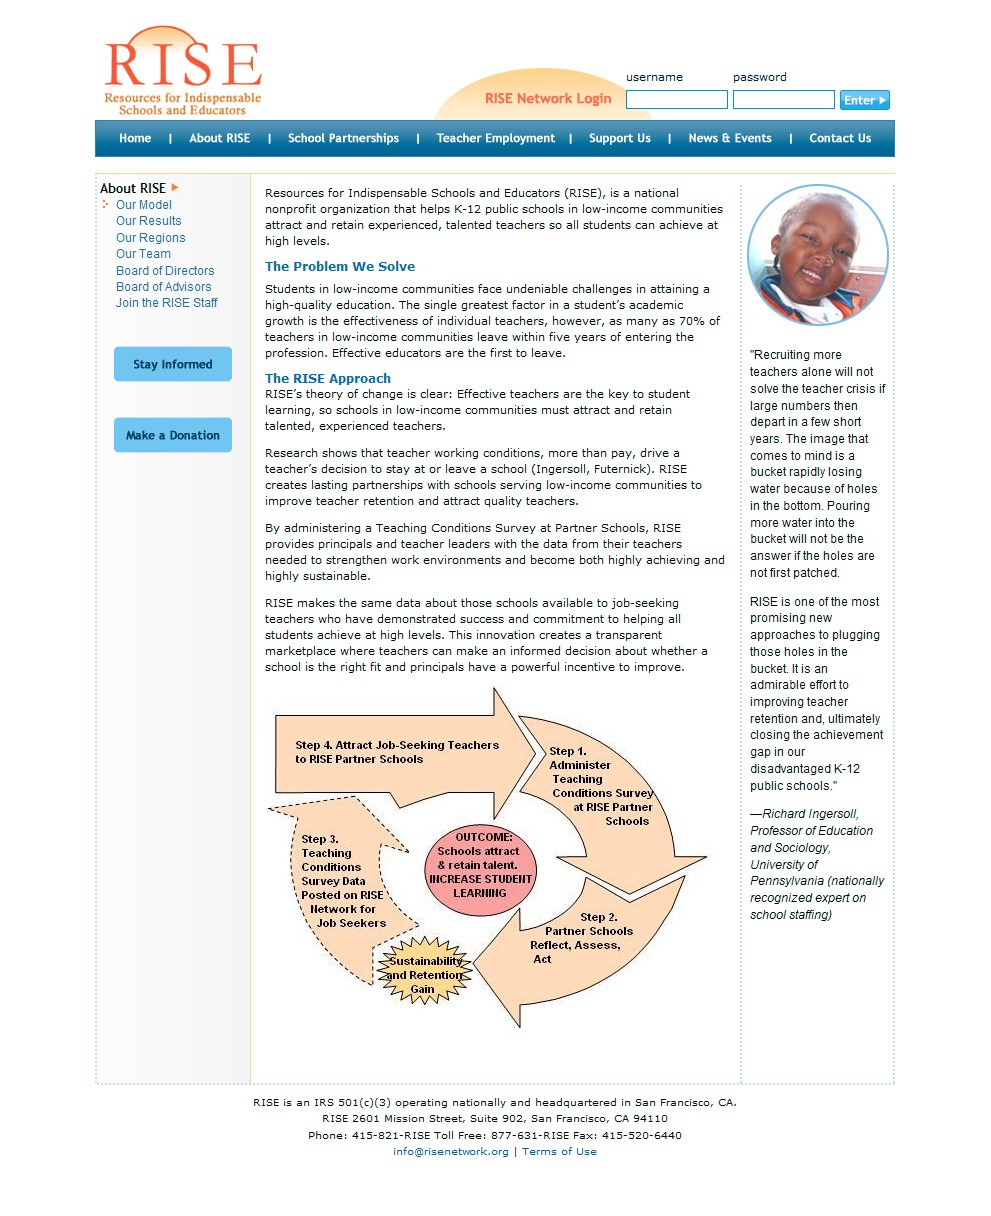 RISE
Resources for Indispensable
Schools and Educators
username
password
RISE Network Login
Enter
Home | About RISE | School Partnerships | Teacher Employment | Support Us | News & Events | Contact Us
About RISE
Our Model
Our Results
Our Regions
Our Team
Board of Directors
Board of Advisors
Join the RISE Staff
Stay Informed
Make a Donation
Resources for Indispensable Schools and Educators (RISE), is a national
nonprofit organization that helps K-12 public schools in low-income communities
attract and retain experienced, talented teachers so all students can achieve at
high levels.
The Problem We Solve
Students in low-income communities face undeniable challenges in attaining a
high-quality education. The single greatest factor in a student’s academic
growth is the effectiveness of individual teachers, however, as many as 70% of
teachers in low-income communities leave within five years of entering the
profession. Effective educators are the first to leave.
The RISE Approach
RISE’s theory of change is clear: Effective teachers are the key to student
learning, so schools in low-income communities must attract and retain
talented, experienced teachers.
Research shows that teacher working conditions, more than pay, drive a
teacher’s decision to stay at or leave a school (Ingersoll, Futernick). RISE
creates lasting partnerships with schools serving low-income communities to
improve teacher retention and attract quality teachers.
By administering a Teaching Conditions Survey at Partner Schools, RISE
provides principals and teacher leaders with the data from their teachers
needed to strengthen work environments and become both highly achieving and
highly sustainable.
RISE makes the same data about those schools available to job-seeking
teachers who have demonstrated success and commitment to helping all
students achieve at high levels. This innovation creates a transparent
marketplace where teachers can make an informed decision about whether a
school is the right fit and principals have a powerful incentive to improve.
Step 4. Attract Job-Seeking Teachers
to RISE Partner Schools
Step 1.
Administer
Teaching
Conditions Survey
at RISE Partner
Schools
Step 3.
Teaching
Conditions
Survey Data
Posted on RISE
Network for
Job Seekers
OUTCOME:
Schools attract
& retain talent.
INCREASE STUDENT
LEARNING
Step 2.
Partner Schools
Reflect, Assess,
Act
Sustainability
and Retention
Gain
"Recruiting more
teachers alone will not
solve the teacher crisis if
large numbers then
depart in a few short
years. The image that
comes to mind is a
bucket rapidly losing
water because of holes
in the bottom. Pouring
more water into the
bucket will not be the
answer if the holes are
not first patched.
RISE is one of the most
promising new
approaches to plugging
those holes in the
bucket. It is an
admirable effort to
improving teacher
retention and, ultimately
closing the achievement
gap in our
disadvantaged K-12
public schools."
—Richard Ingersoll,
Professor of Education
and Sociology,
University of
Pennsylvania (nationally
recognized expert on
school staffing)
RISE is an IRS 501(c)(3) operating nationally and headquartered in San Francisco, CA.
RISE 2601 Mission Street, Suite 902, San Francisco, CA 94110
Phone: 415-821-RISE Toll Free: 877-631-RISE Fax: 415-520-6440
info@risenetwork.org | Terms of Use